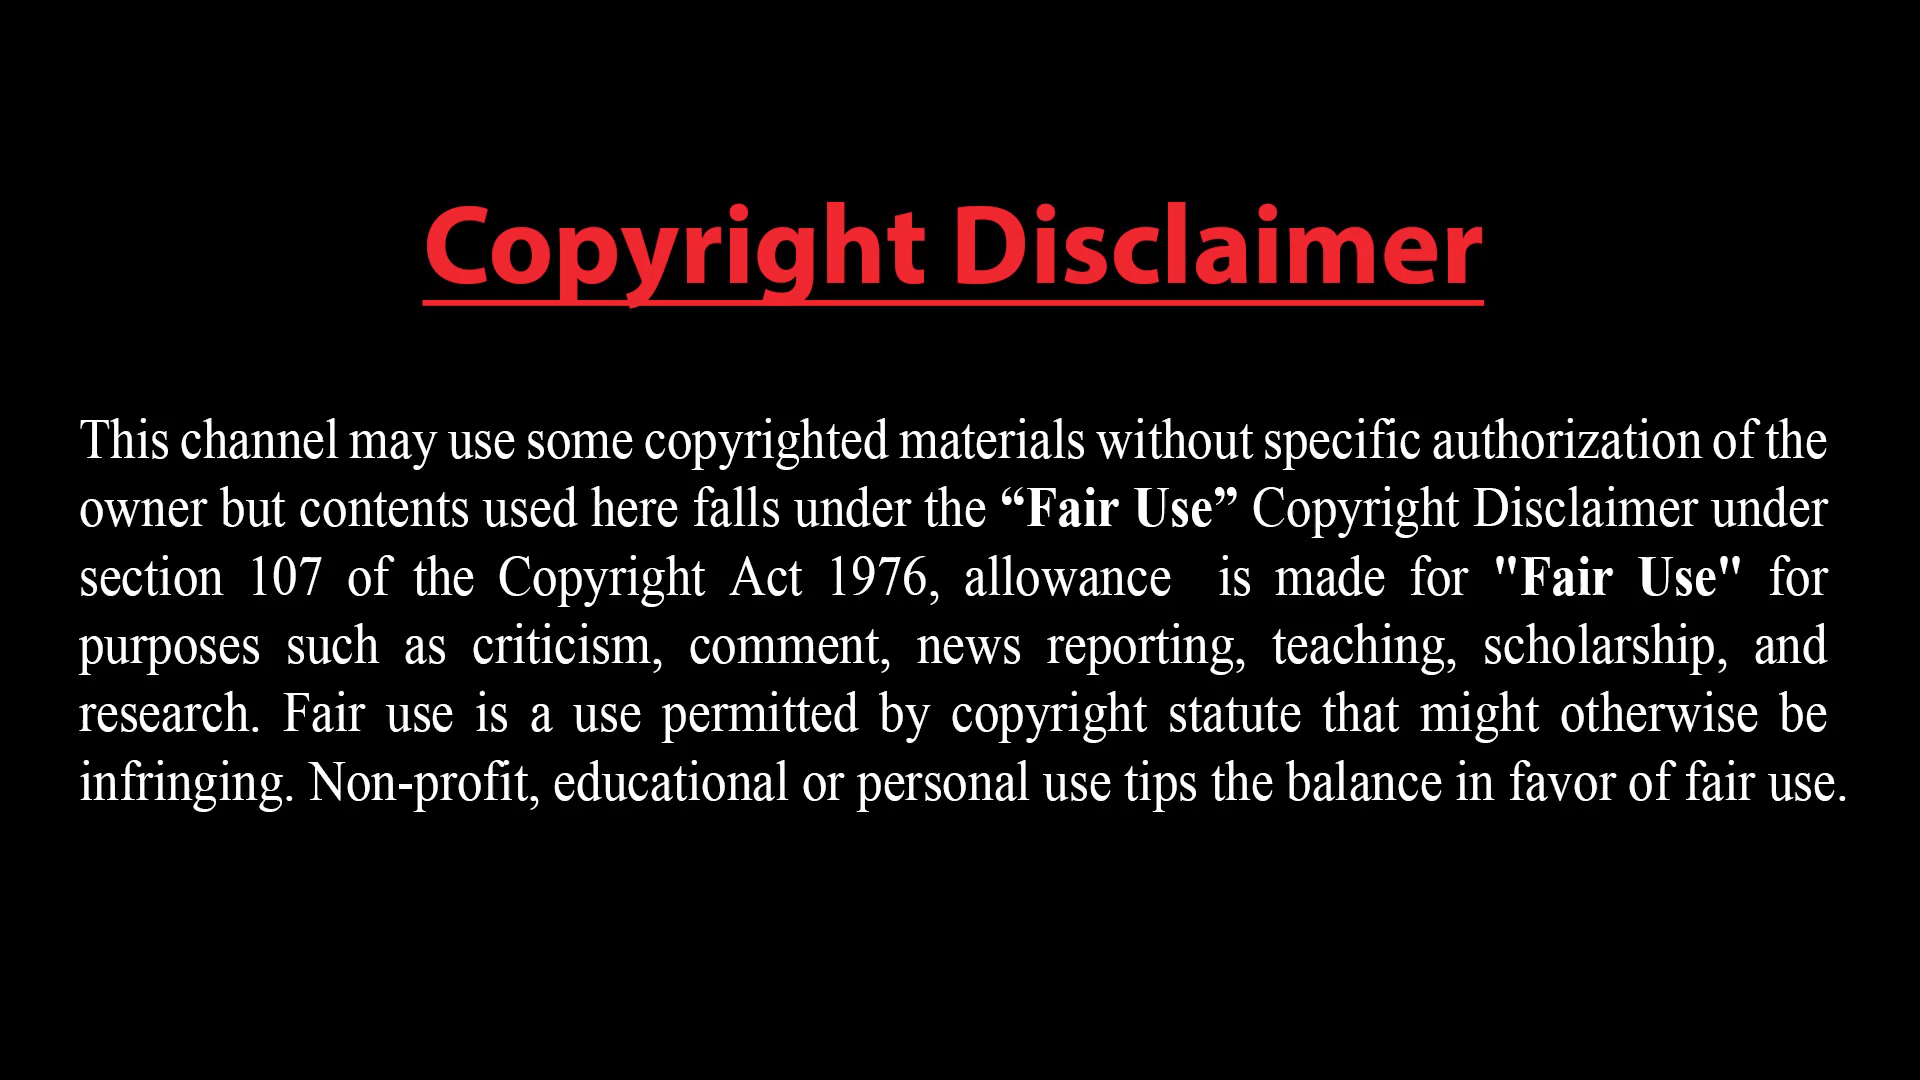 Copyright Disclaimer
This channel may use some copyrighted materials without specific authorization of the
owner but contents used here falls under the “Fair Use” Copyright Disclaimer under
section 107 of the Copyright Act 1976, allowance is made for "Fair Use" for
purposes such as criticism, comment, news reporting, teaching, scholarship, and
research. Fair use is a use permitted by copyright statute that might otherwise be
infringing. Non-profit, educational or personal use tips the balance in favor of fair use.